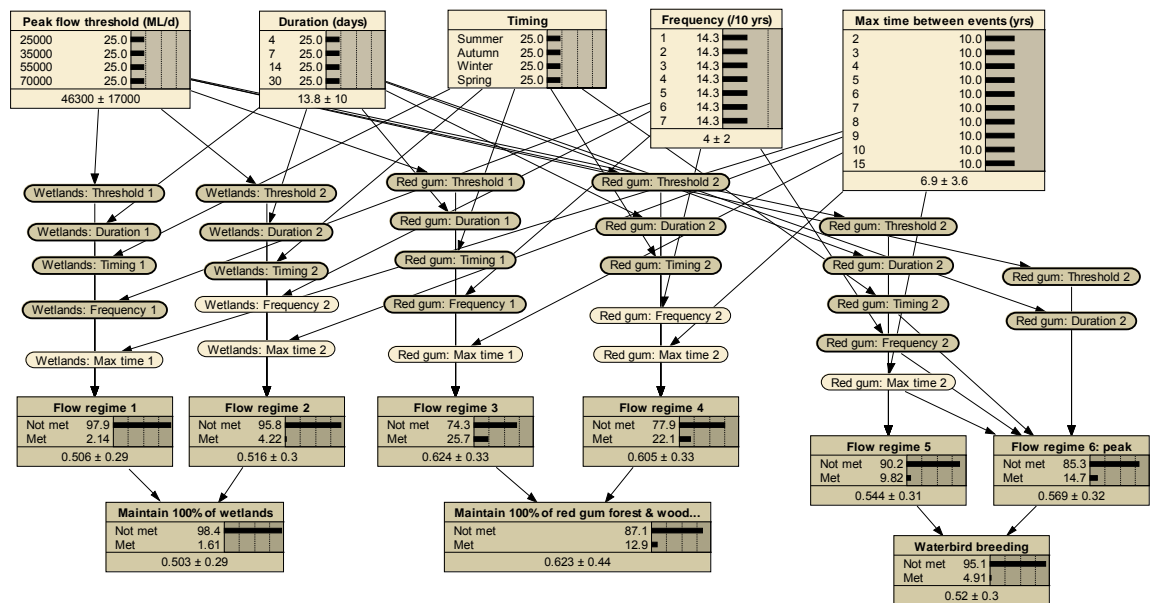 Peak flow threshold (ML/d)
25000 25.0
35000 25.0
55000 25.0
70000 25.0
46300 ± 17000
Duration (days)
4 25.0
7 25.0
14 25.0
30 25.0
13.8 ± 10
Timing
Summer 25.0
Autumn 25.0
Winter 25.0
Spring 25.0
Frequency (/10 yrs)
1 14.3
2 14.3
3 14.3
4 14.3
5 14.3
6 14.3
7 14.3
4 ± 2
Max time between events (yrs)
2 10.0
3 10.0
4 10.0
5 10.0
6 10.0
7 10.0
8 10.0
9 10.0
10 10.0
15 10.0
6.9 ± 3.6
Wetlands: Threshold 1
Wetlands: Duration 1
Wetlands: Timing 1
Wetlands: Frequency 1
Wetlands: Max time 1
Wetlands: Threshold 2
Wetlands: Duration 2
Wetlands: Timing 2
Wetlands: Frequency 2
Wetlands: Max time 2
Red gum: Threshold 1
Red gum: Duration 1
Red gum: Timing 1
Red gum: Frequency 1
Red gum: Max time 1
Red gum: Threshold 2
Red gum: Duration 2
Red gum: Timing 2
Red gum: Frequency 2
Red gum: Max time 2
Red gum: Threshold 2
Red gum: Duration 2
Red gum: Timing 2
Red gum: Frequency 2
Red gum: Max time 2
Red gum: Threshold 2
Red gum: Duration 2
Flow regime 1
Not met 97.9
Met 2.14
0.506 ± 0.29
Flow regime 2
Not met 95.8
Met 4.22
0.516 ± 0.3
Flow regime 3
Not met 74.3
Met 25.7
0.624 ± 0.33
Flow regime 4
Not met 77.9
Met 22.1
0.605 ± 0.33
Flow regime 5
Not met 90.2
Met 9.82
0.544 ± 0.31
Flow regime 6: peak
Not met 85.3
Met 14.7
0.569 ± 0.32
Maintain 100% of wetlands
Not met 98.4
Met 1.61
0.503 ± 0.29
Maintain 100% of red gum forest & wood...
Not met 87.1
Met 12.9
0.623 ± 0.44
Waterbird breeding
Not met 95.1
Met 4.91
0.52 ± 0.3